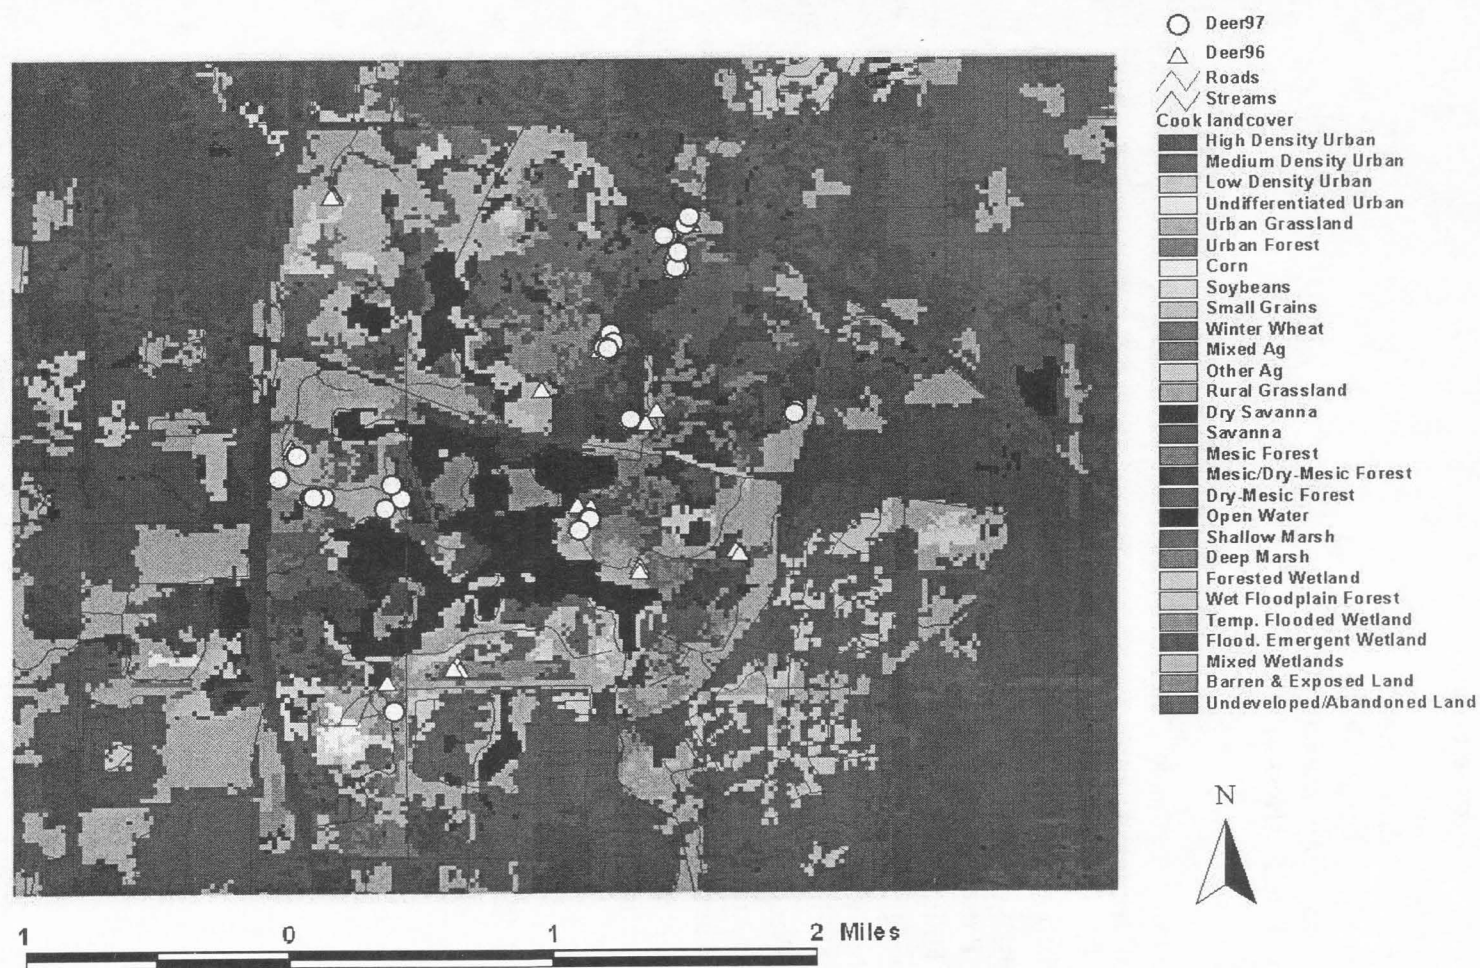 Deer97
Deer96
Roads
Streams
Cook landcover
High Density Urban
Medium Density Urban
Low Density Urban
Undifferentiated Urban
Urban Grassland
Urban Forest
Corn
Soybeans
Small Grains
Winter Wheat
Mixed Ag
Other Ag
Rural Grassland
Dry Savanna
Savanna
Mesic Forest
Mesic/Dry-Mesic Forest
Dry-Mesic Forest
Open Water
Shallow Marsh
Deep Marsh
Forested Wetland
Wet Floodplain Forest
Temp. Flooded Wetland
Flood. Emergent Wetland
Mixed Wetlands
Barren & Exposed Land
Undeveloped/Abandoned Land
N
1 0 1 2 Miles